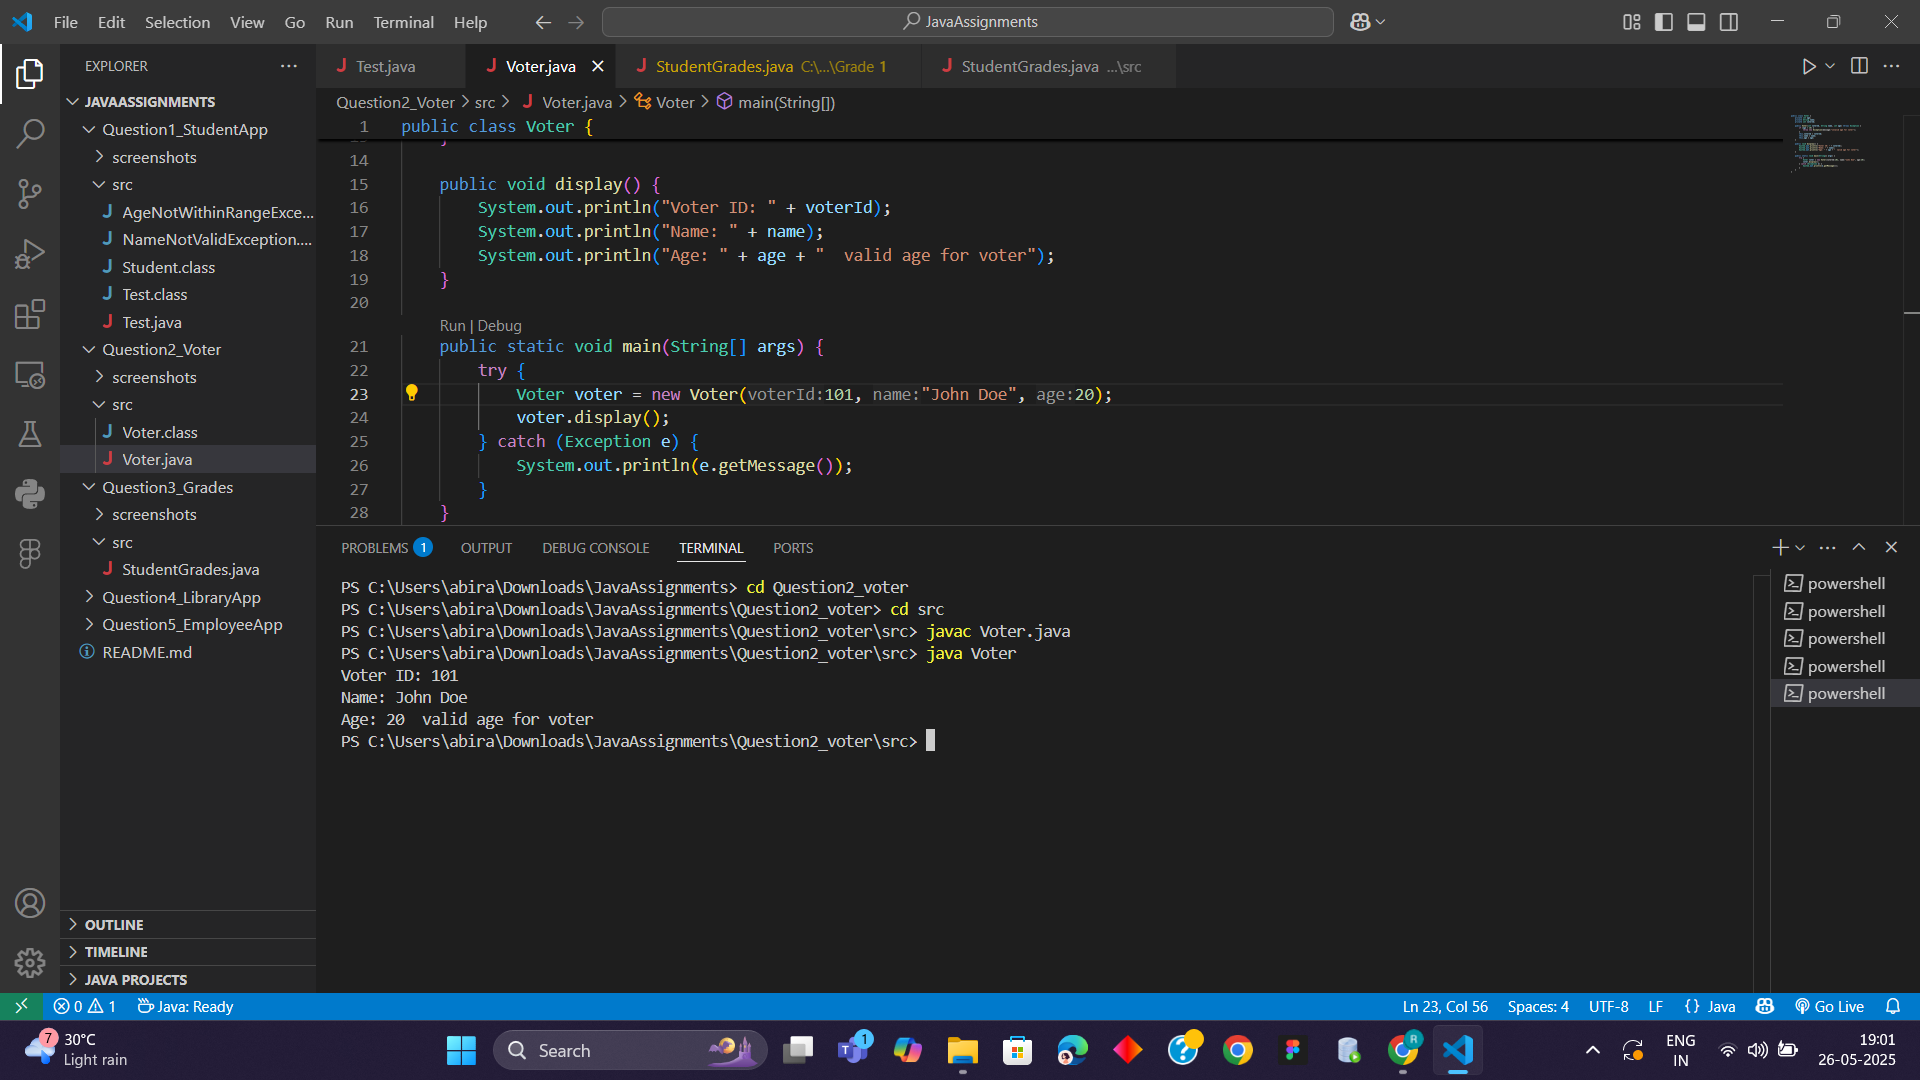 File Edit Selection View Go Run Terminal Help
JavaAssignments
EXPLORER
JAVAASSIGNMENTS
Question1_StudentApp
screenshots
src
AgeNotWithinRangeExce...
NameNotValidException....
Student.class
Test.class
Test.java
Question2_Voter
screenshots
src
Voter.class
Voter.java
Question3_Grades
screenshots
src
StudentGrades.java
Question4_LibraryApp
Question5_EmployeeApp
README.md
OUTLINE
TIMELINE
JAVA PROJECTS
Test.java
Voter.java
StudentGrades.java C:\...\Grade 1
StudentGrades.java ...\src
Question2_Voter > src > Voter.java > Voter > main(String[])
1 public class Voter {
14
15 public void display() {
16 System.out.println("Voter ID: " + voterId);
17 System.out.println("Name: " + name);
18 System.out.println("Age: " + age + "  valid age for voter");
19 }
20
Run | Debug
21 public static void main(String[] args) {
22 try {
23 Voter voter = new Voter(voterId:101, name:"John Doe", age:20);
24 voter.display();
25 } catch (Exception e) {
26 System.out.println(e.getMessage());
27 }
28 }
PROBLEMS 1 OUTPUT DEBUG CONSOLE TERMINAL PORTS
PS C:\Users\abira\Downloads\JavaAssignments> cd Question2_voter
PS C:\Users\abira\Downloads\JavaAssignments\Question2_voter> cd src
PS C:\Users\abira\Downloads\JavaAssignments\Question2_voter\src> javac Voter.java
PS C:\Users\abira\Downloads\JavaAssignments\Question2_voter\src> java Voter
Voter ID: 101
Name: John Doe
Age: 20  valid age for voter
PS C:\Users\abira\Downloads\JavaAssignments\Question2_voter\src>
powershell
powershell
powershell
powershell
powershell
0 1 Java: Ready
Ln 23, Col 56 Spaces: 4 UTF-8 LF {} Java Go Live
7 30°C
Light rain
Search
1
R
ENG
IN
19:01
26-05-2025